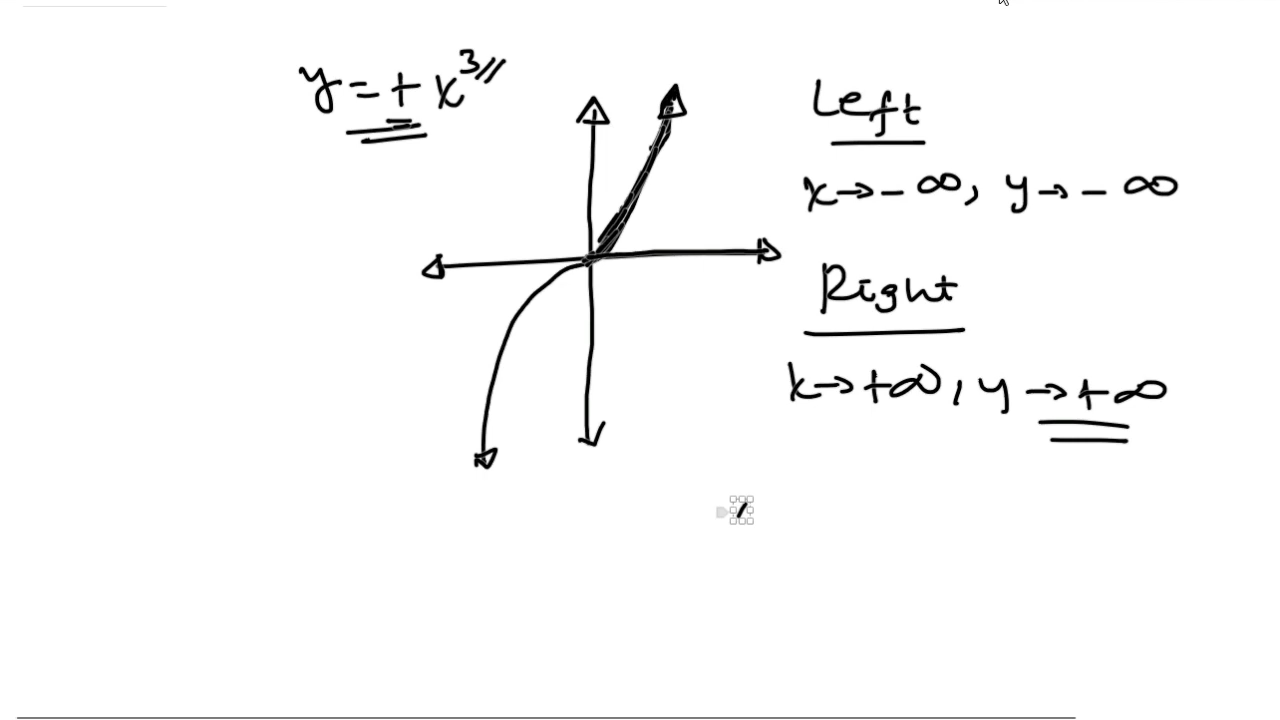 y = + x³
Left
x → - ∞, y → - ∞
Right
x → + ∞, y → + ∞